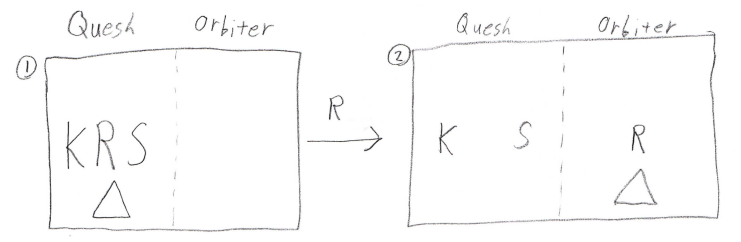 Quesh Orbiter
① 
KRS
R
Quesh Orbiter
②
K S R